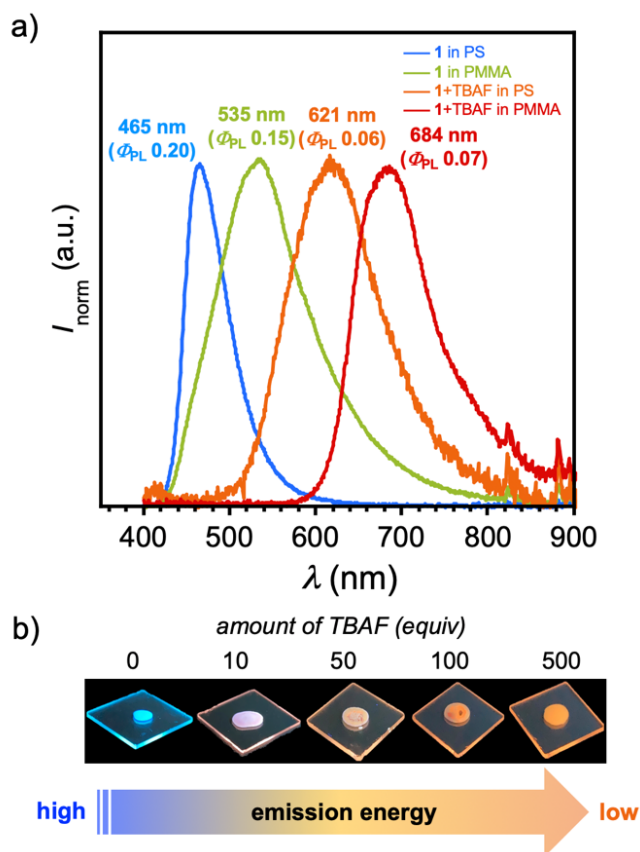 a)
1 in PS
1 in PMMA
1+TBAF in PS
1+TBAF in PMMA
465 nm
(ΦPL 0.20)
535 nm
(ΦPL 0.15)
621 nm
(ΦPL 0.06)
684 nm
(ΦPL 0.07)
Inorm (a.u.)
400 500 600 700 800 900
λ (nm)
b)
amount of TBAF (equiv)
0 10 50 100 500
high emission energy low